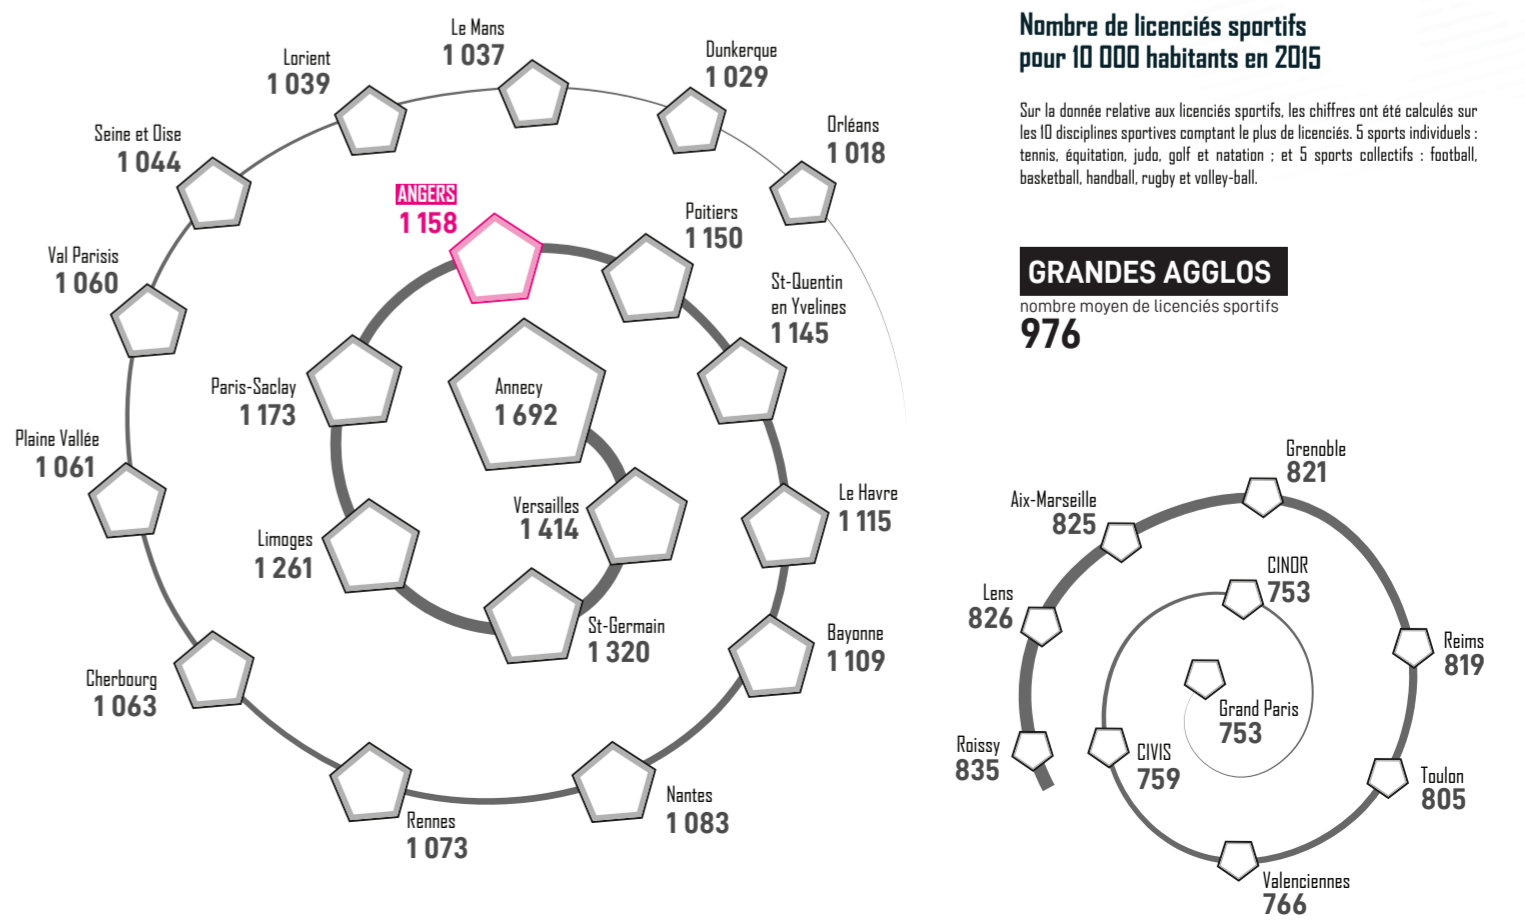 Nombre de licenciés sportifs
pour 10 000 habitants en 2015
Sur la donnée relative aux licenciés sportifs, les chiffres ont été calculés sur
les 10 disciplines sportives comptant le plus de licenciés. 5 sports individuels :
tennis, équitation, judo, golf et natation ; et 5 sports collectifs : football,
basketball, handball, rugby et volley-ball.
GRANDES AGGLOS
nombre moyen de licenciés sportifs
976
Annecy
1 692
Versailles
1 414
St-Germain
1 320
Limoges
1 261
Paris-Saclay
1 173
ANGERS
1 158
Poitiers
1 150
St-Quentin
en Yvelines
1 145
Le Havre
1 115
Bayonne
1 109
Nantes
1 083
Rennes
1 073
Cherbourg
1 063
Plaine Vallée
1 061
Val Parisis
1 060
Seine et Oise
1 044
Lorient
1 039
Le Mans
1 037
Dunkerque
1 029
Orléans
1 018
Roissy
835
Lens
826
Aix-Marseille
825
Grenoble
821
Reims
819
Toulon
805
Valenciennes
766
CIVIS
759
CINOR
753
Grand Paris
753